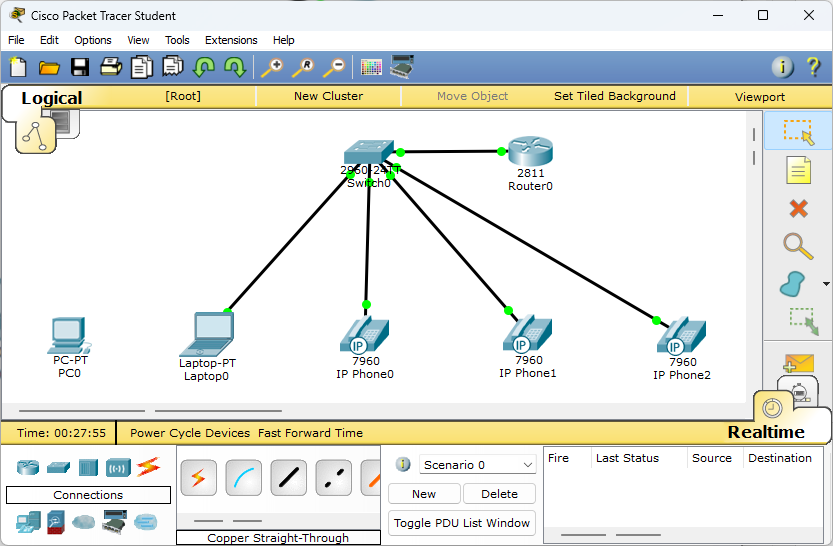 Cisco Packet Tracer Student
File Edit Options View Tools Extensions Help
Logical [Root] New Cluster Move Object Set Tiled Background Viewport
2960-24TT
Switch0
2811
Router0
PC-PT
PC0
Laptop-PT
Laptop0
IP
7960
IP Phone0
IP
7960
IP Phone1
IP
7960
IP Phone2
Time: 00:27:55 Power Cycle Devices Fast Forward Time Realtime
Connections
Copper Straight-Through
Scenario 0
New Delete
Toggle PDU List Window
Fire Last Status Source Destination